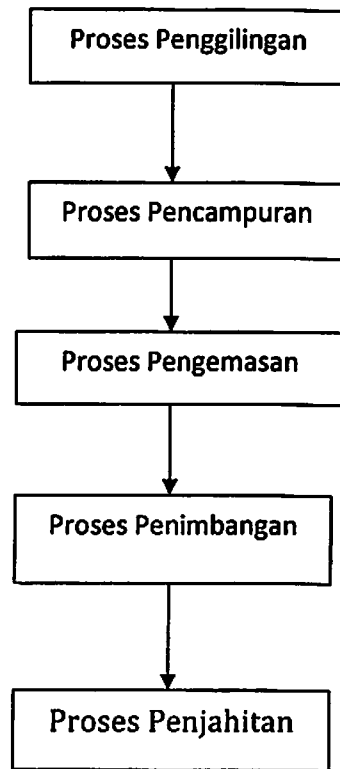 Proses Penggilingan
Proses Pencampuran
Proses Pengemasan
Proses Penimbangan
Proses Penjahitan